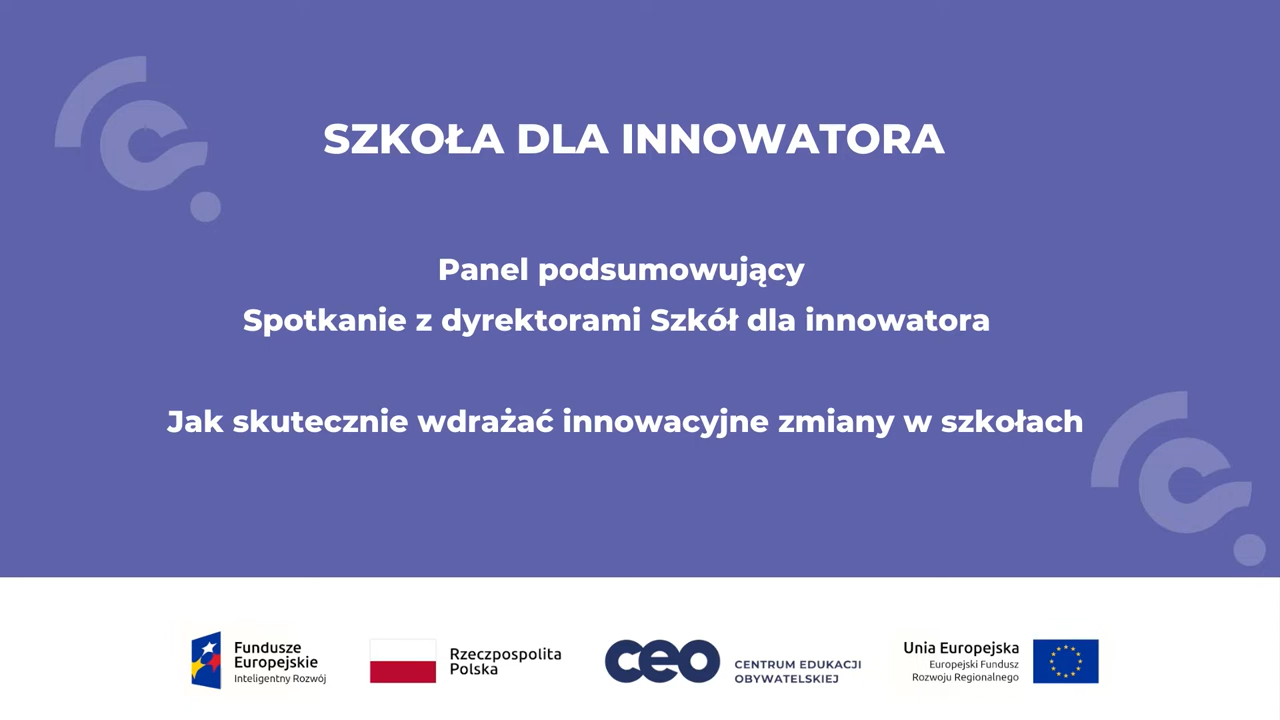 SZKOŁA DLA INNOWATORA
Panel podsumowujący
Spotkanie z dyrektorami Szkół dla innowatora
Jak skutecznie wdrażać innowacyjne zmiany w szkołach
Fundusze
Europejskie
Inteligentny Rozwój
Rzeczpospolita
Polska
ceo
CENTRUM EDUKACJI
OBYWATELSKIEJ
Unia Europejska
Europejski Fundusz
Rozwoju Regionalnego